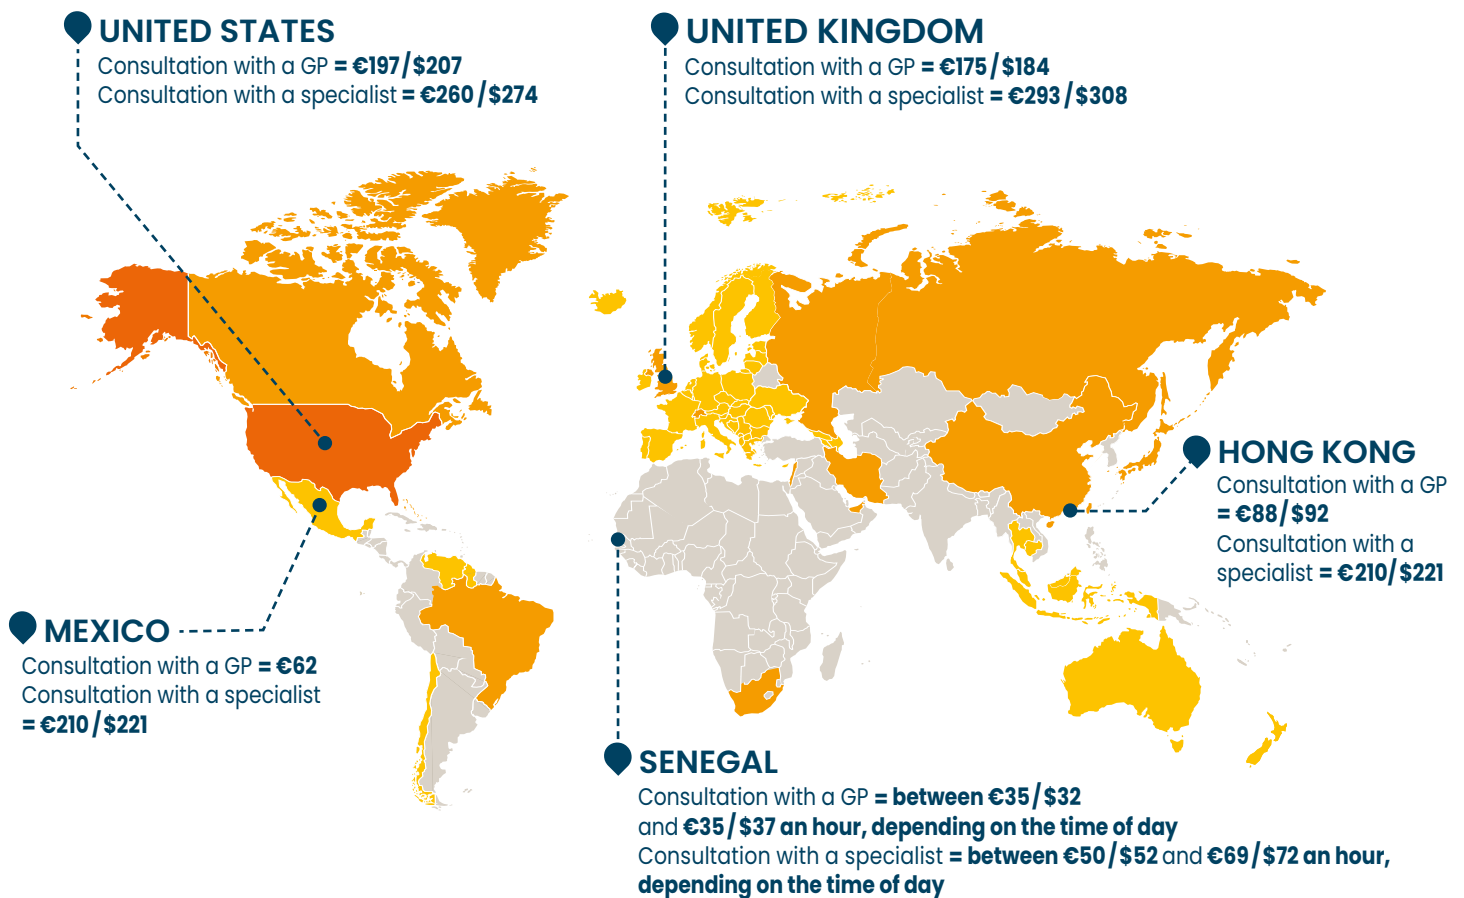 UNITED STATES
Consultation with a GP = €197/$207
Consultation with a specialist = €260/$274
UNITED KINGDOM
Consultation with a GP = €175/$184
Consultation with a specialist = €293/$308
HONG KONG
Consultation with a GP
= €88/$92
Consultation with a
specialist = €210/$221
MEXICO
Consultation with a GP = €62
Consultation with a specialist
= €210/$221
SENEGAL
Consultation with a GP = between €35/$32
and €35/$37 an hour, depending on the time of day
Consultation with a specialist = between €50/$52 and €69/$72 an hour,
depending on the time of day